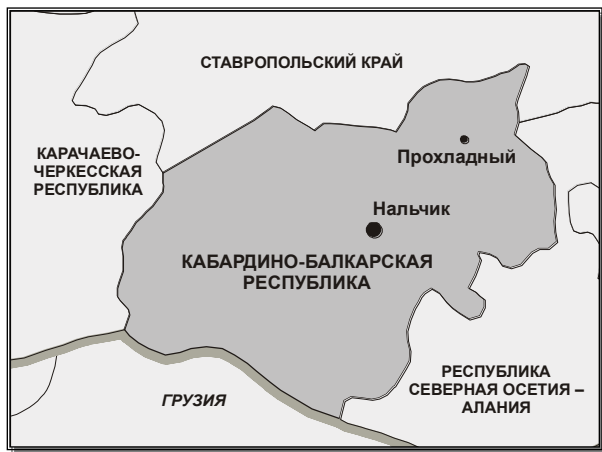 СТАВРОПОЛЬСКИЙ КРАЙ
КАРАЧАЕВО-
ЧЕРКЕССКАЯ
РЕСПУБЛИКА
Прохладный
Нальчик
КАБАРДИНО-БАЛКАРСКАЯ
РЕСПУБЛИКА
РЕСПУБЛИКА
СЕВЕРНАЯ ОСЕТИЯ –
АЛАНИЯ
ГРУЗИЯ